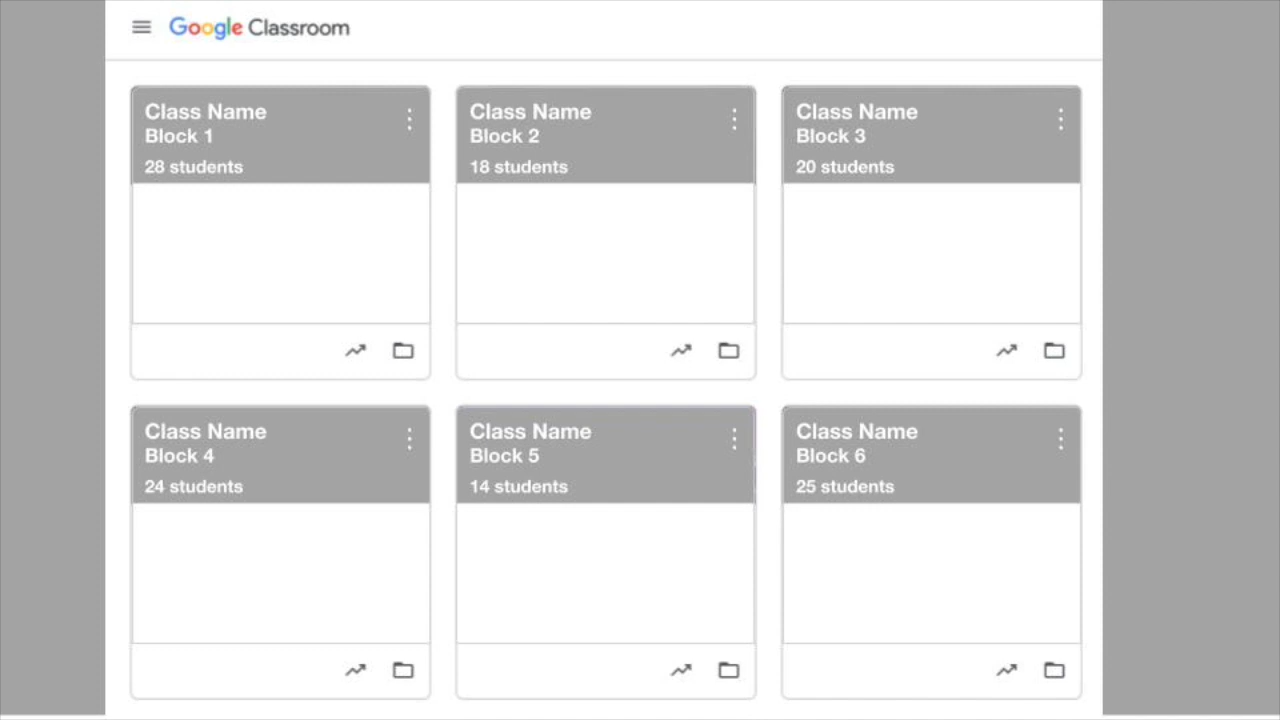 Google Classroom
Class Name
Block 1
28 students
Class Name
Block 2
18 students
Class Name
Block 3
20 students
Class Name
Block 4
24 students
Class Name
Block 5
14 students
Class Name
Block 6
25 students